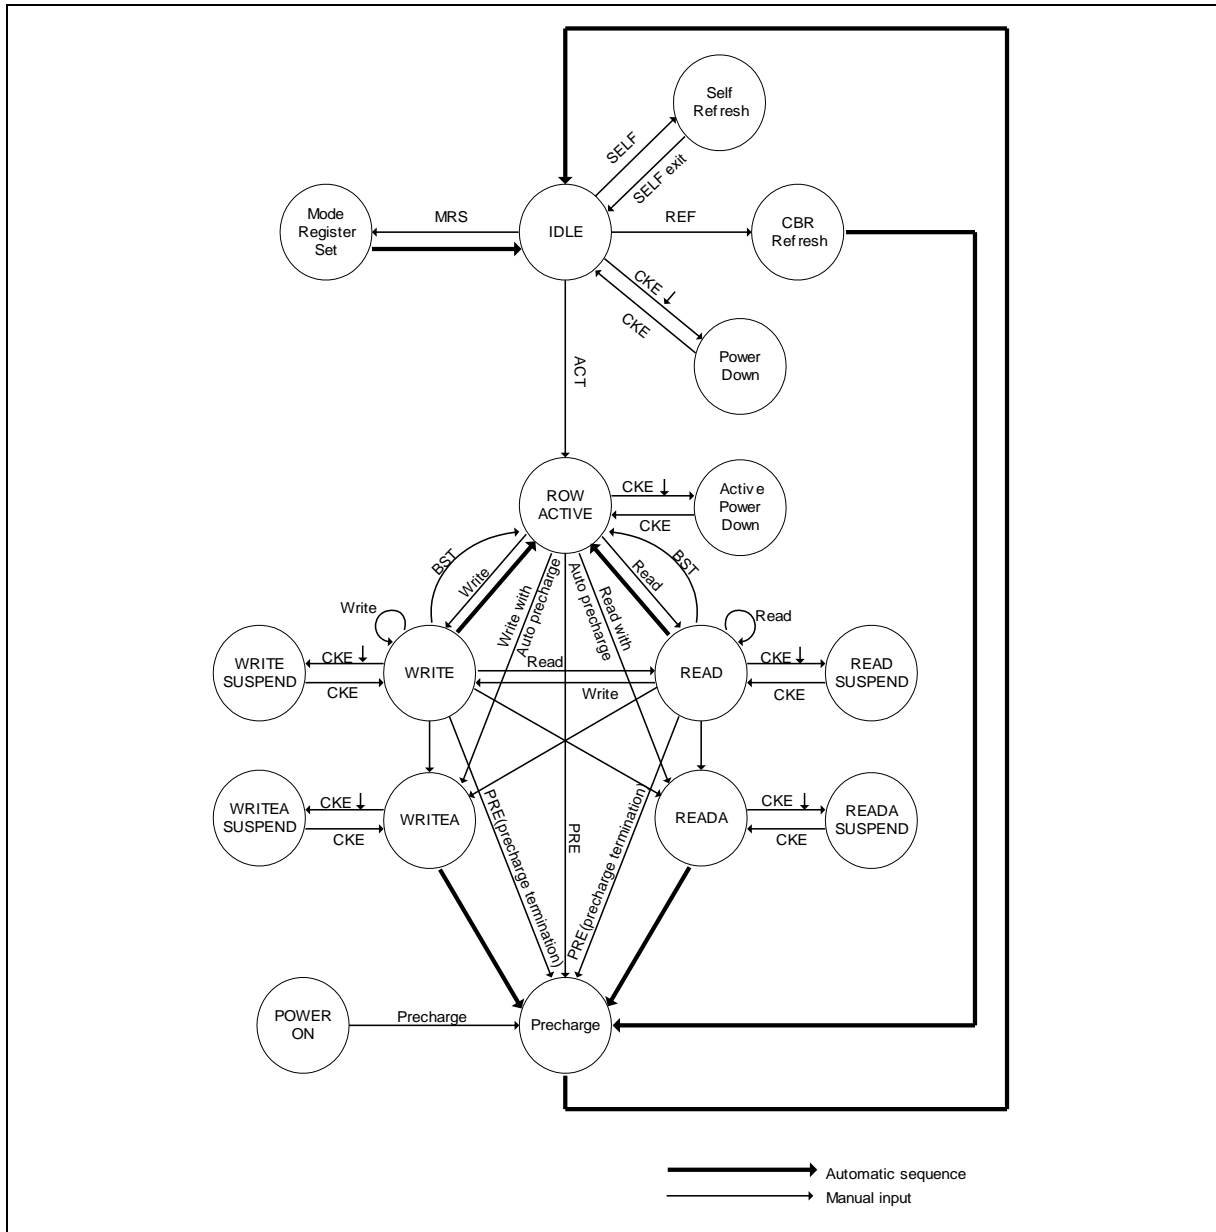 Self
Refresh
SELF
SELF exit
Mode
Register
Set
MRS
IDLE
REF
CBR
Refresh
CKE
CKE
Power
Down
ACT
ROW
ACTIVE
CKE
CKE
Active
Power
Down
BST
Write
Write with
Auto precharge
Auto precharge
Read with
Read
BST
Write
Read
WRITE
SUSPEND
CKE
CKE
WRITE
Read
Write
READ
CKE
CKE
READ
SUSPEND
WRITEA
SUSPEND
CKE
CKE
WRITEA
PRE(precharge termination)
PRE
PRE(precharge termination)
READA
CKE
CKE
READA
SUSPEND
POWER
ON
Precharge
Precharge
Automatic sequence
Manual input